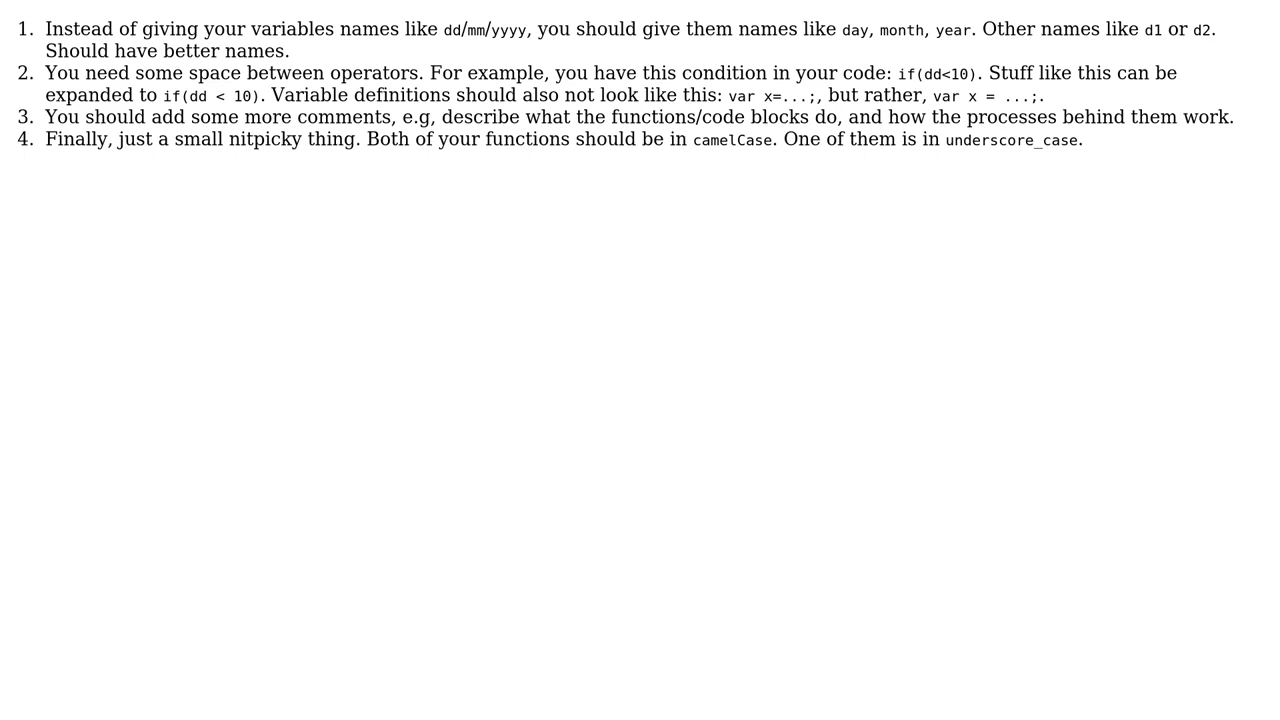 1. Instead of giving your variables names like dd/mm/yyyy, you should give them names like day, month, year. Other names like d1 or d2.
Should have better names.
2. You need some space between operators. For example, you have this condition in your code: if(dd<10). Stuff like this can be
expanded to if(dd < 10). Variable definitions should also not look like this: var x=...;, but rather, var x = ...;.
3. You should add some more comments, e.g, describe what the functions/code blocks do, and how the processes behind them work.
4. Finally, just a small nitpicky thing. Both of your functions should be in camelCase. One of them is in underscore_case.